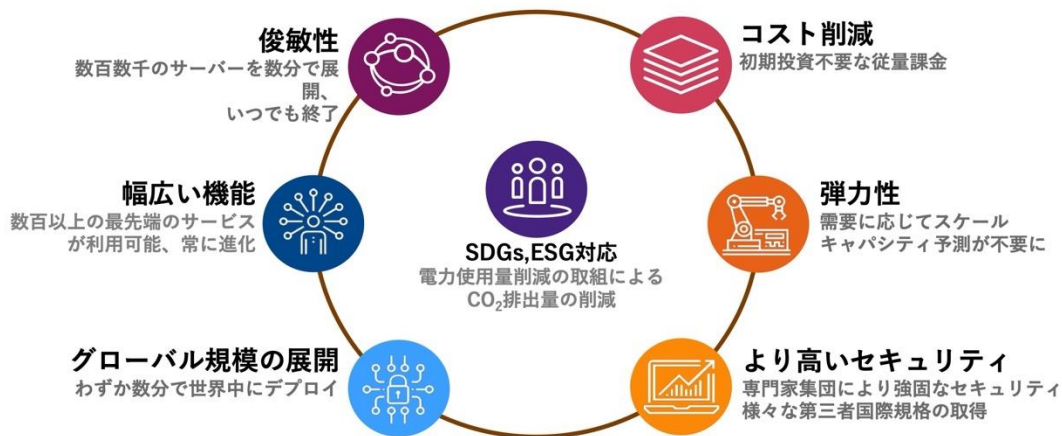 俊敏性
数百数千のサーバーを数分で展
開、
いつでも終了
コスト削減
初期投資不要な従量課金
幅広い機能
数百以上の最先端のサービス
が利用可能、常に進化
SDGs,ESG対応
電力使用量削減の取組による
CO₂排出量の削減
弾力性
需要に応じてスケール
キャパシティ予測が不要に
グローバル規模の展開
わずか数分で世界中にデプロイ
より高いセキュリティ
専門家集団により強固なセキュリティ
様々な第三者国際規格の取得